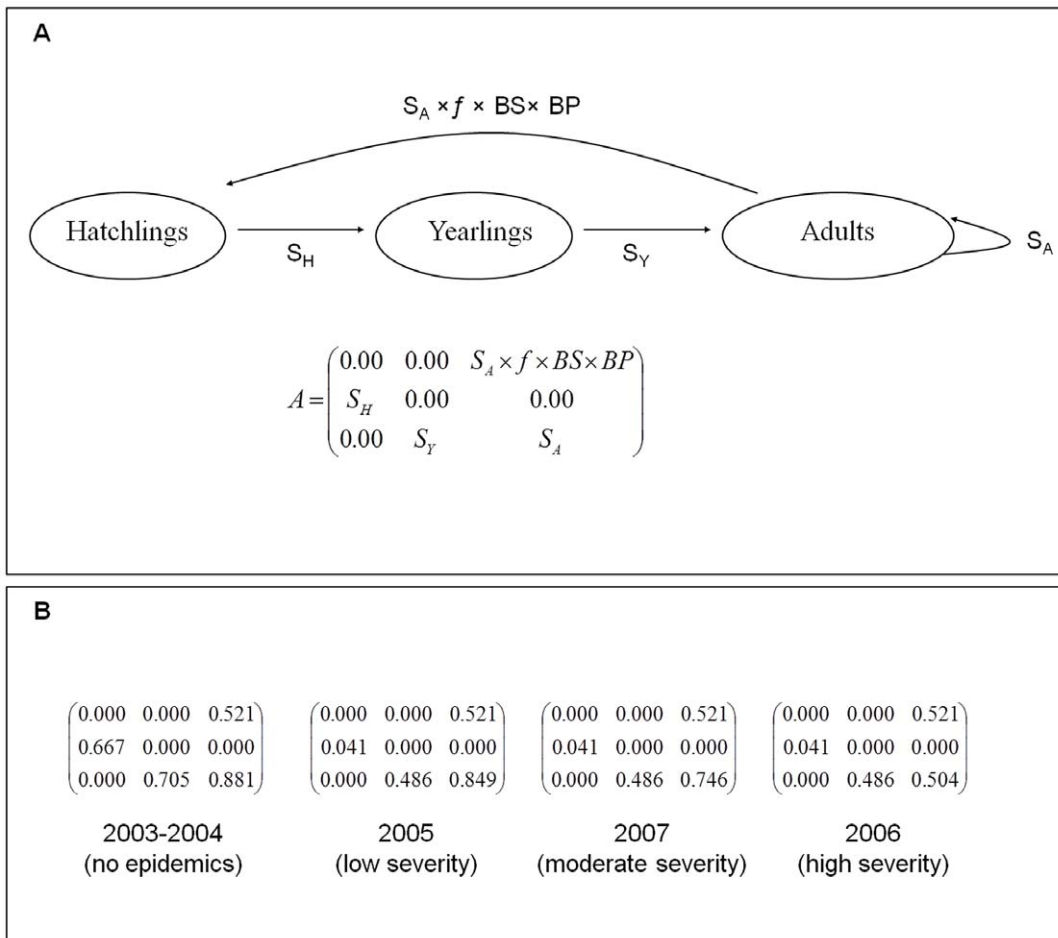 A
S_A × f × BS× BP
Hatchlings
Yearlings
Adults
S_H
S_Y
S_A
A= 0.00 0.00 S_A × f × BS × BP
S_H 0.00 0.00
0.00 S_Y S_A
B
0.000 0.000 0.521
0.667 0.000 0.000
0.000 0.705 0.881
2003-2004
(no epidemics)
0.000 0.000 0.521
0.041 0.000 0.000
0.000 0.486 0.849
2005
(low severity)
0.000 0.000 0.521
0.041 0.000 0.000
0.000 0.486 0.746
2007
(moderate severity)
0.000 0.000 0.521
0.041 0.000 0.000
0.000 0.486 0.504
2006
(high severity)